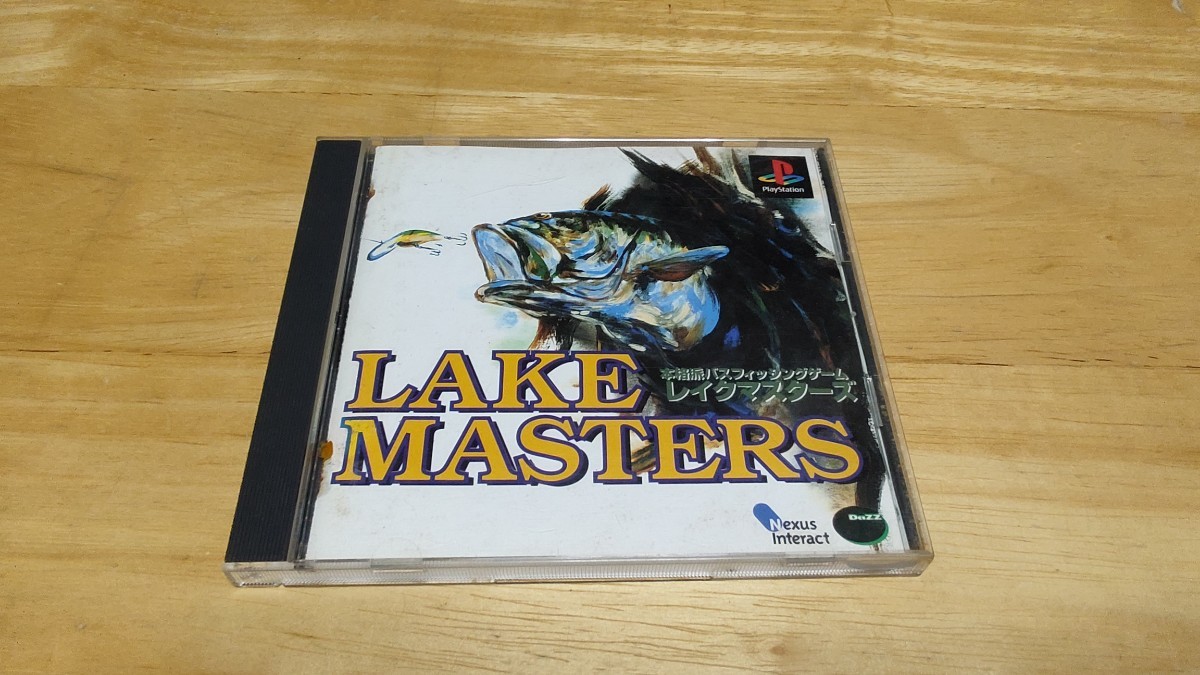 PlayStation
本格派バスフィッシングゲーム
レイクマスターズ
LAKE
MASTERS
Nexus
Interact
DaZZ